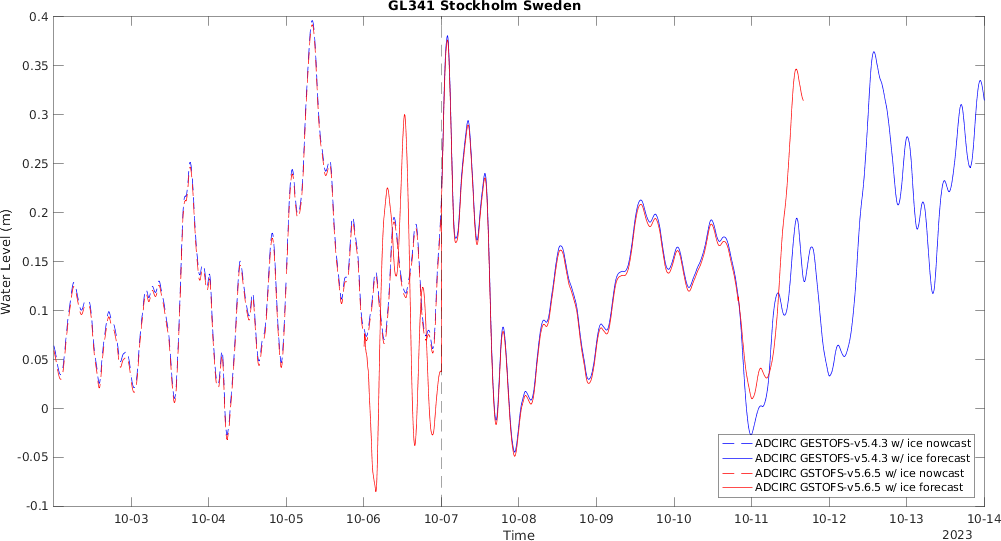 GL341 Stockholm Sweden
0.4
0.35
0.3
0.25
0.2
0.15
0.1
0.05
0
-0.05
-0.1
Water Level (m)
ADCIRC GESTOFS-v5.4.3 w/ ice nowcast
ADCIRC GESTOFS-v5.4.3 w/ ice forecast
ADCIRC GSTOFS-v5.6.5 w/ ice nowcast
ADCIRC GSTOFS-v5.6.5 w/ ice forecast
10-03 10-04 10-05 10-06 10-07 10-08 10-09 10-10 10-11 10-12 10-13 10-14
Time
2023